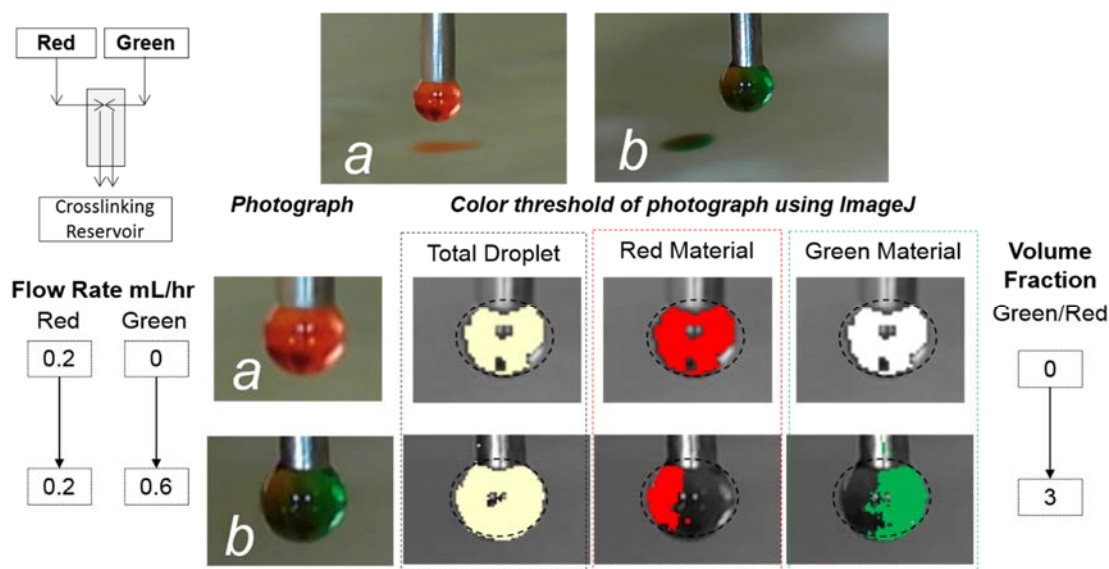 Red Green
Crosslinking
Reservoir
a b
Photograph Color threshold of photograph using ImageJ
Total Droplet Red Material Green Material
Volume
Fraction
Green/Red
Flow Rate mL/hr
Red Green
0.2 0
a
0
0.2 0.6
b
3